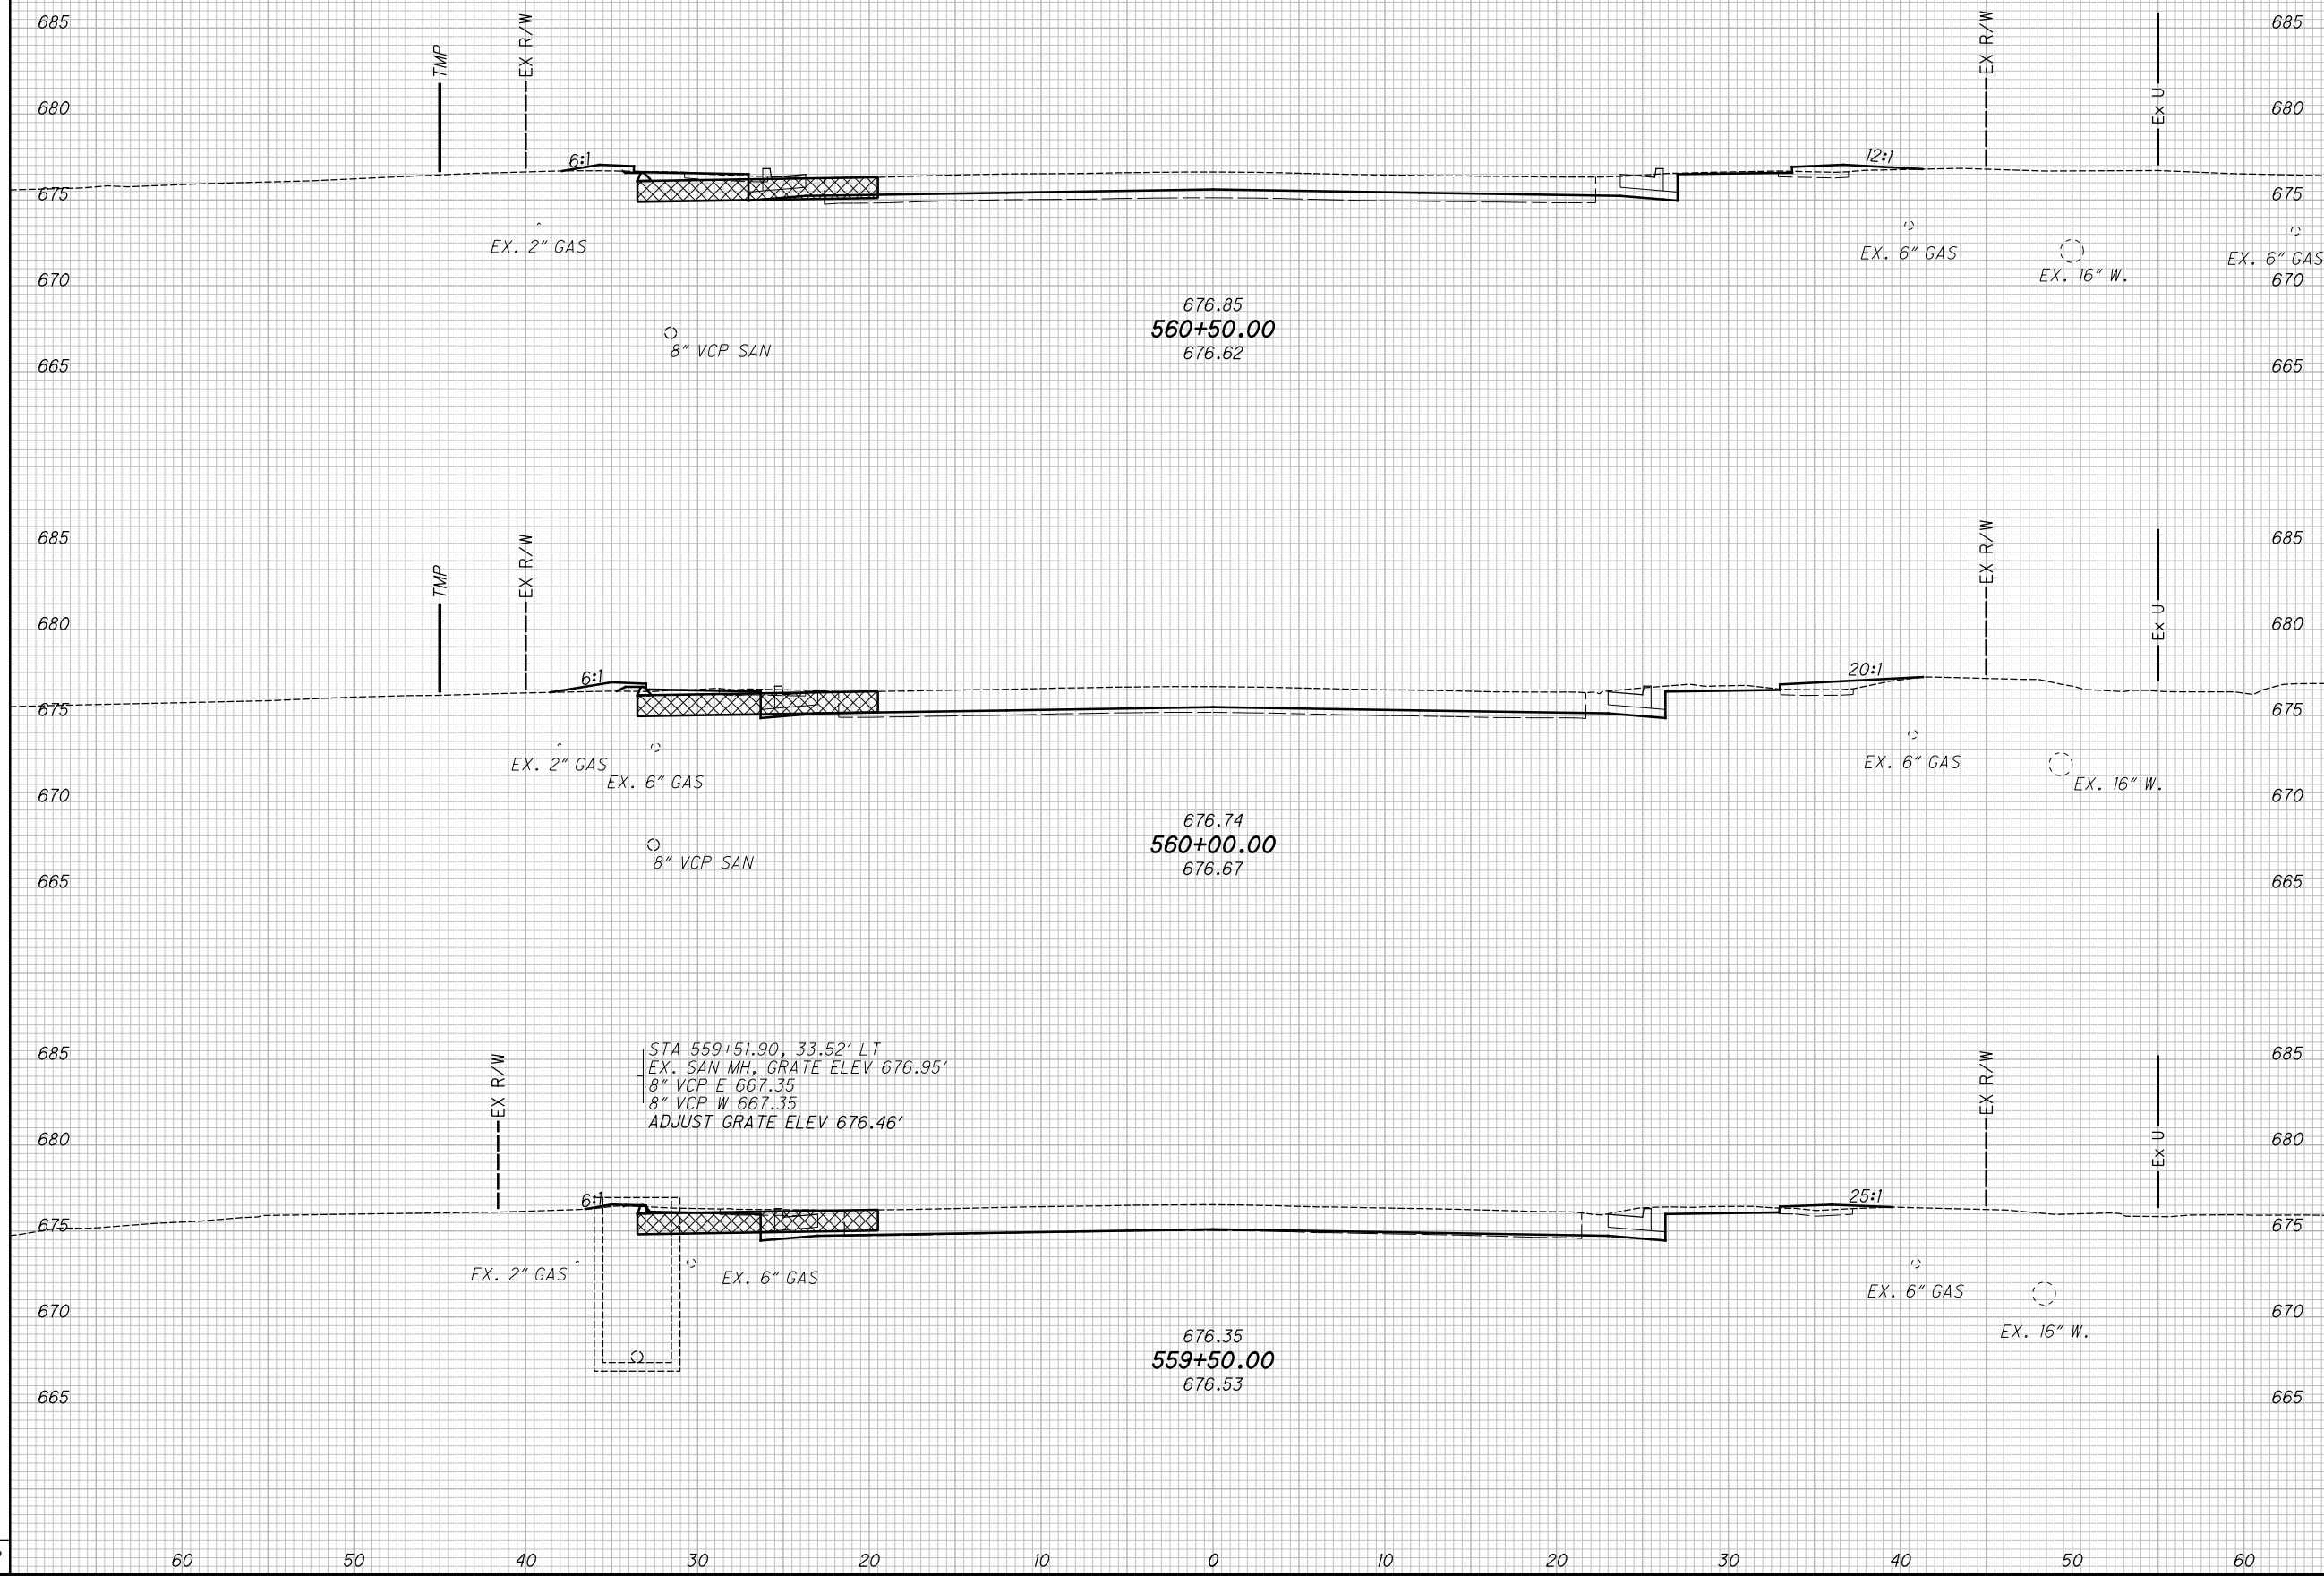 685 685
TMP EX R/W EX R/W Ex U
680 680
6:1 12:1
675 675
EX. 2" GAS EX. 6" GAS EX. 6" GAS
670 EX. 16" W. 670
676.85
560+50.00
8" VCP SAN 676.62
665 665
685 685
TMP EX R/W EX R/W Ex U
680 680
6:1 20:1
675 675
EX. 2" GAS EX. 6" GAS
EX. 6" GAS EX. 16" W.
670 670
676.74
560+00.00
8" VCP SAN 676.67
665 665
STA 559+51.90, 33.52' LT
685 685
EX. SAN MH, GRATE ELEV 676.95'
EX R/W 8" VCP E 667.35 EX R/W
8" VCP W 667.35
ADJUST GRATE ELEV 676.46'
680 Ex U 680
6:1 25:1
675 675
EX. 2" GAS EX. 6" GAS EX. 6" GAS
670 670
676.35 EX. 16" W.
559+50.00
676.53
665 665
60 50 40 30 20 10 0 10 20 30 40 50 60